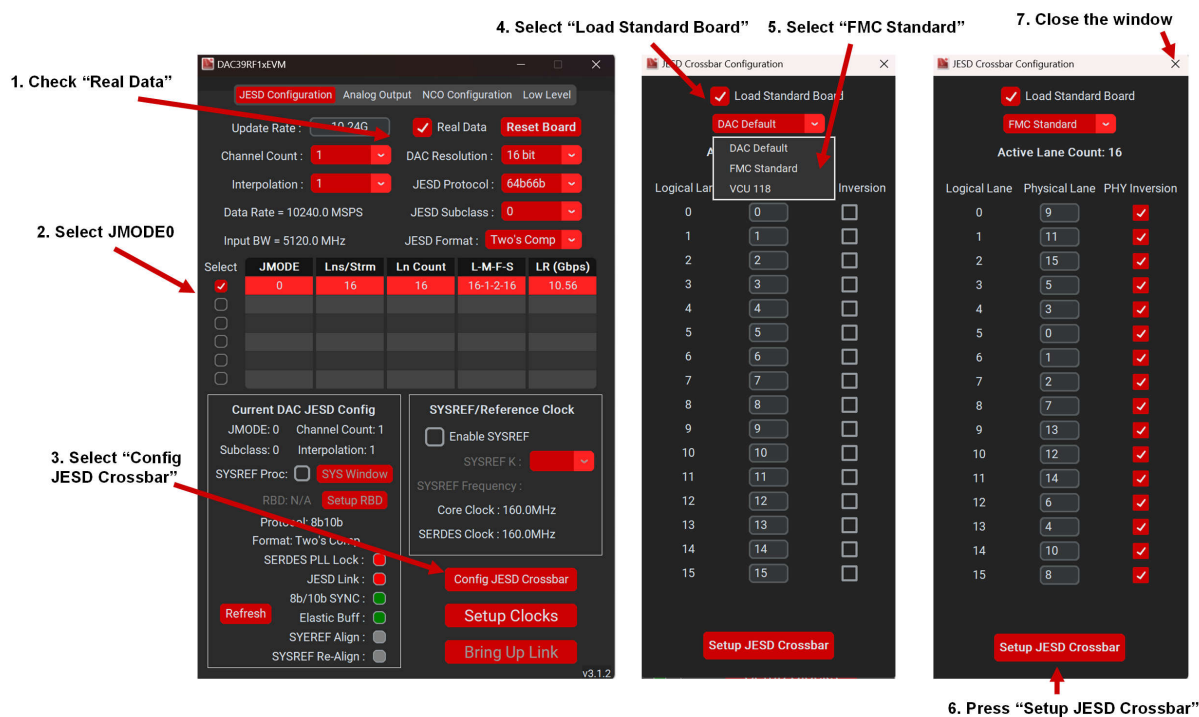 4. Select “Load Standard Board”
5. Select “FMC Standard”
7. Close the window
1. Check “Real Data”
2. Select JMODE0
3. Select “Config
JESD Crossbar”
DAC39RF1xEVM
JESD Configuration Analog Output NCO Configuration Low Level
Update Rate : 10.24G Real Data Reset Board
Channel Count : 1 DAC Resolution : 16 bit
Interpolation : 1 JESD Protocol : 64b66b
Data Rate = 10240.0 MSPS JESD Subclass : 0
Input BW = 5120.0 MHz JESD Format : Two's Comp
Select JMODE Lns/Strm Ln Count L-M-F-S LR (Gbps)
0 16 16 16-1-2-16 10.56
Current DAC JESD Config
JMODE: 0 Channel Count: 1
Subclass: 0 Interpolation: 1
SYSREF Proc: SYS Window
RBD: N/A Setup RBD
Protocol: 8b10b
Format: Two's Comp
SERDES PLL Lock :
JESD Link :
8b/10b SYNC :
Refresh Elastic Buff :
SYEREF Align :
SYSREF Re-Align :
SYSREF/Reference Clock
Enable SYSREF
SYSREF K :
SYSREF Frequency :
Core Clock : 160.0MHz
SERDES Clock : 160.0MHz
Config JESD Crossbar
Setup Clocks
Bring Up Link
v3.1.2
JESD Crossbar Configuration
Load Standard Board
DAC Default
DAC Default
FMC Standard
VCU 118
Logical Lane Inversion
0 0
1 1
2 2
3 3
4 4
5 5
6 6
7 7
8 8
9 9
10 10
11 11
12 12
13 13
14 14
15 15
Setup JESD Crossbar
JESD Crossbar Configuration
Load Standard Board
FMC Standard
Active Lane Count: 16
Logical Lane Physical Lane PHY Inversion
0 9
1 11
2 15
3 5
4 3
5 0
6 1
7 2
8 7
9 13
10 12
11 14
12 6
13 4
14 10
15 8
Setup JESD Crossbar
6. Press “Setup JESD Crossbar”